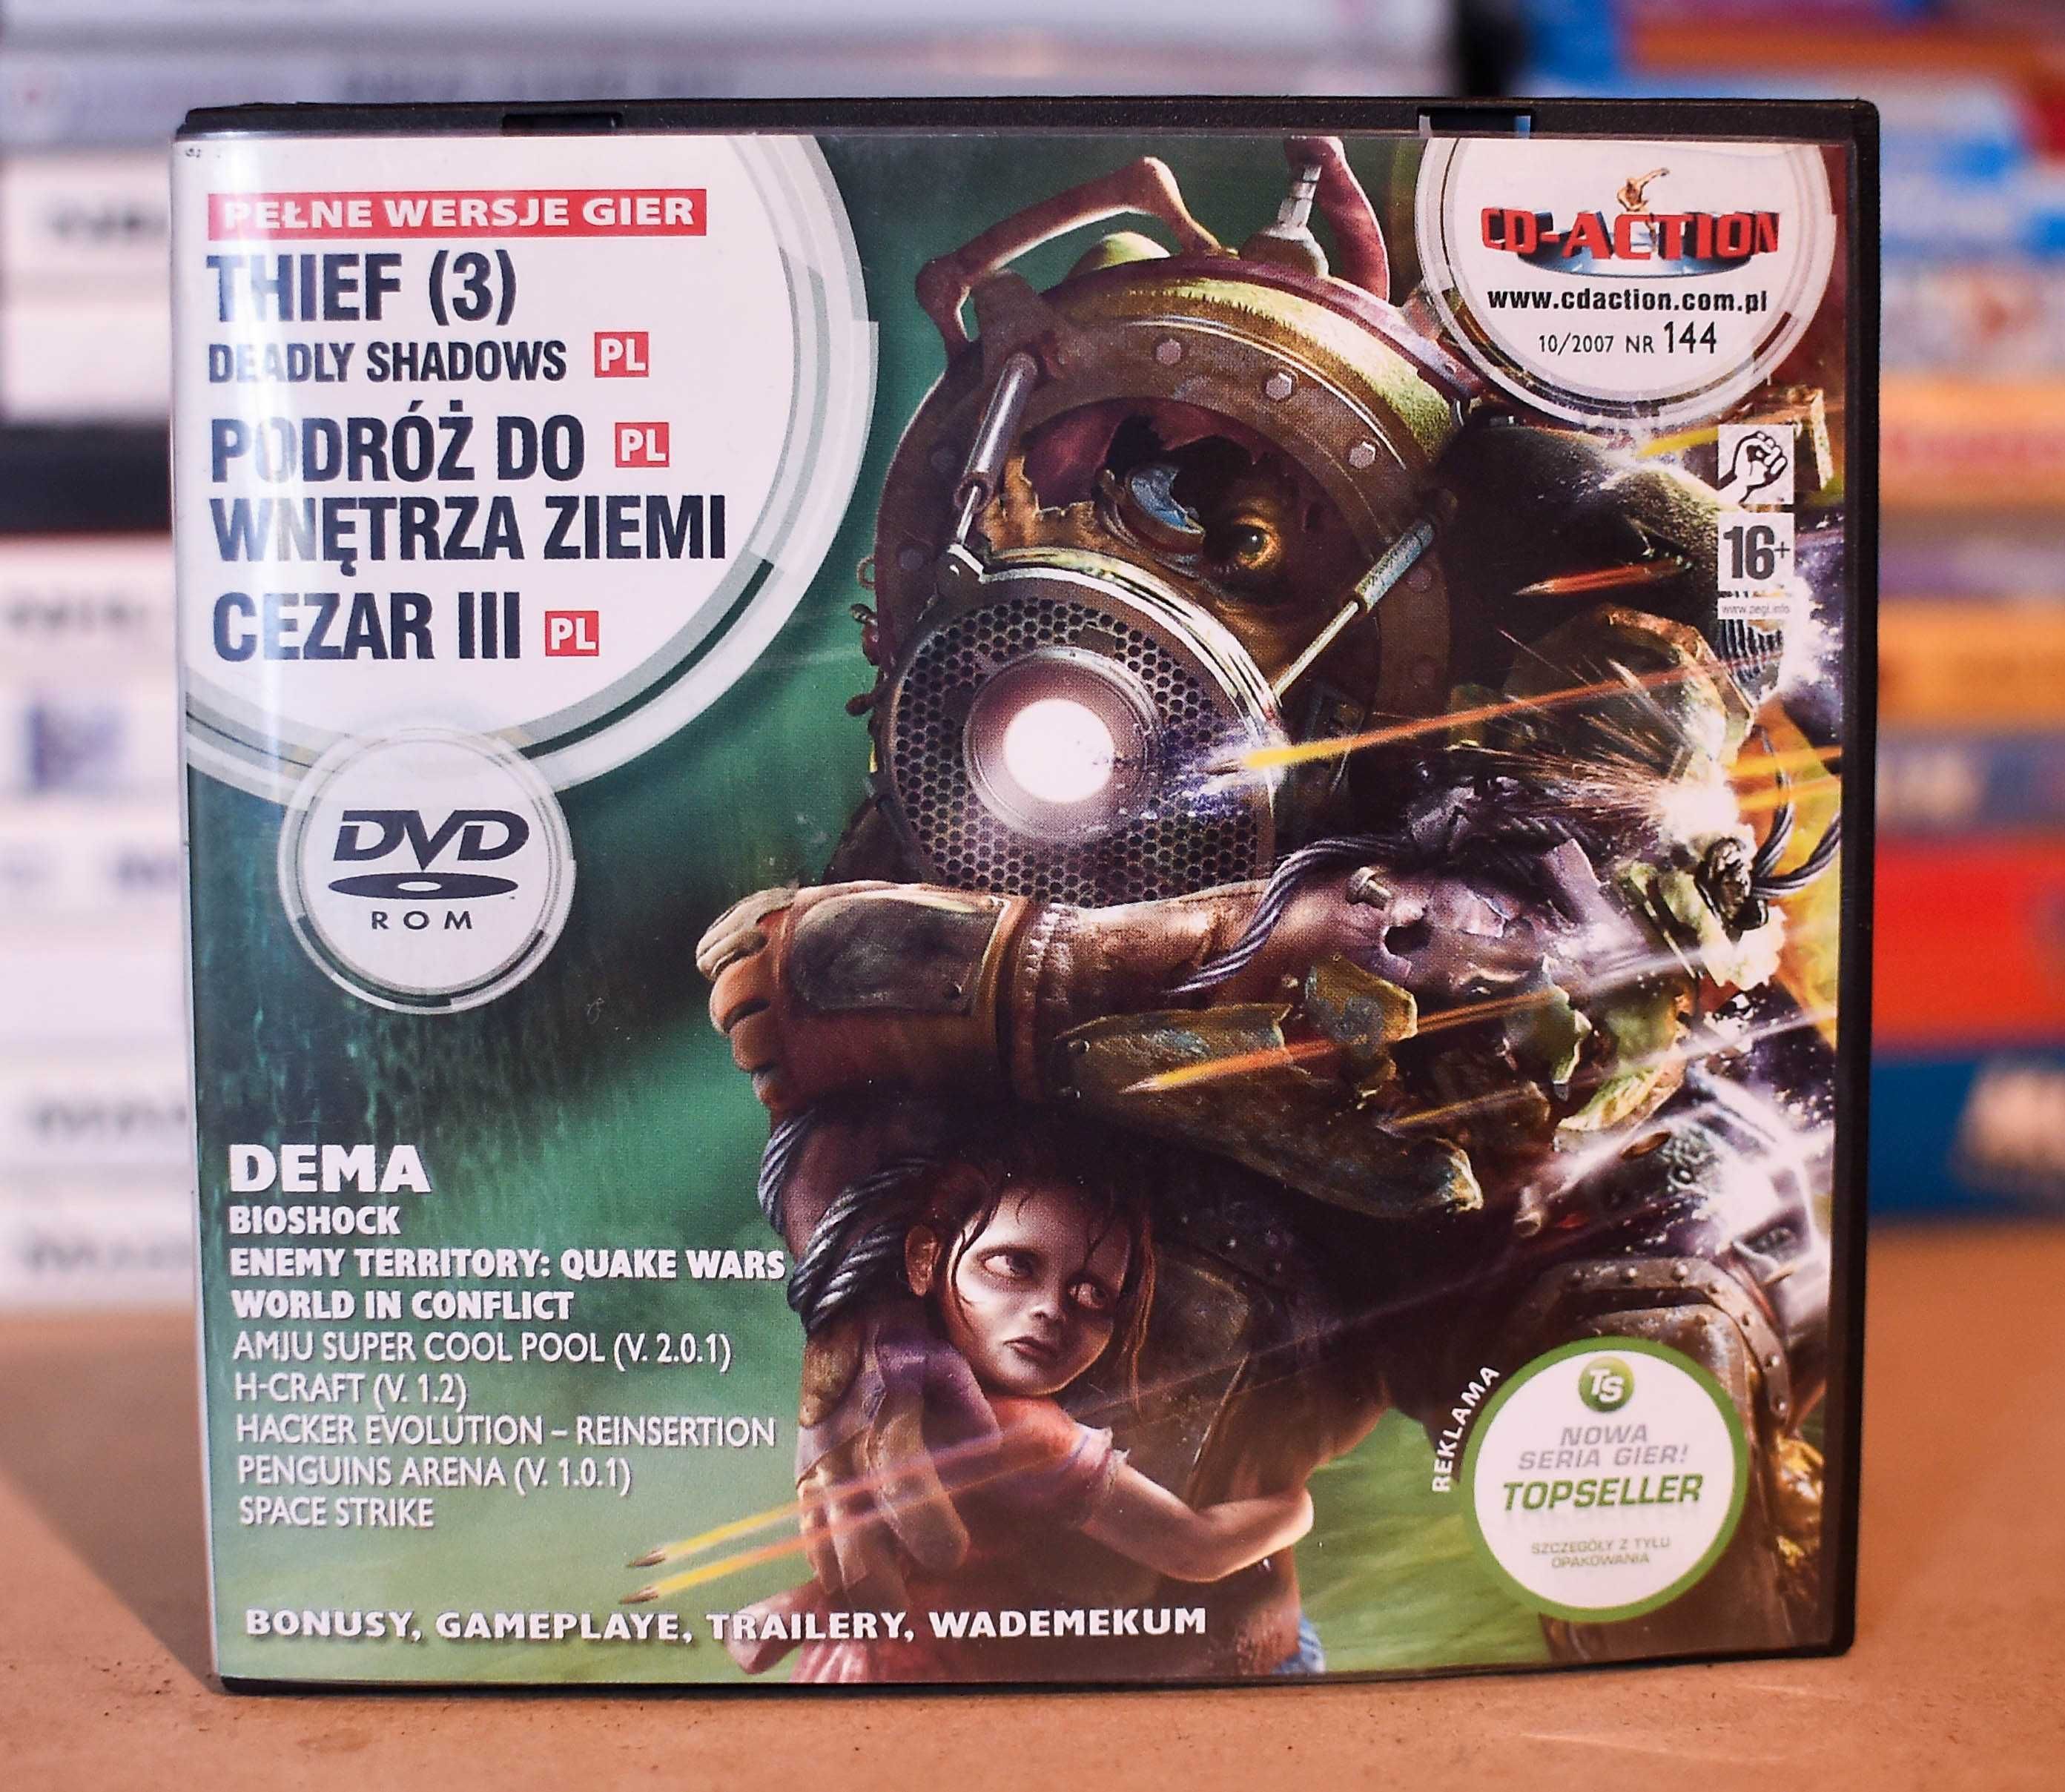 PEŁNE WERSJE GIER
THIEF (3)
DEADLY SHADOWS PL
PODRÓŻ DO PL
WNĘTRZA ZIEMI
CEZAR III PL
CD-ACTION
www.cdaction.com.pl
10/2007 NR 144
16+
www.pegi.info
DVD
ROM
DEMA
BIOSHOCK
ENEMY TERRITORY: QUAKE WARS
WORLD IN CONFLICT
AMJU SUPER COOL POOL (V. 2.0.1)
H-CRAFT (V. 1.2)
HACKER EVOLUTION – REINSERTION
PENGUINS ARENA (V. 1.0.1)
SPACE STRIKE
BONUSY, GAMEPLAYE, TRAILERY, WADEMEKUM
REKLAMA
TS
NOWA
SERIA GIER!
TOPSELLER
SZCZEGÓŁY Z TYŁU
OPAKOWANIA